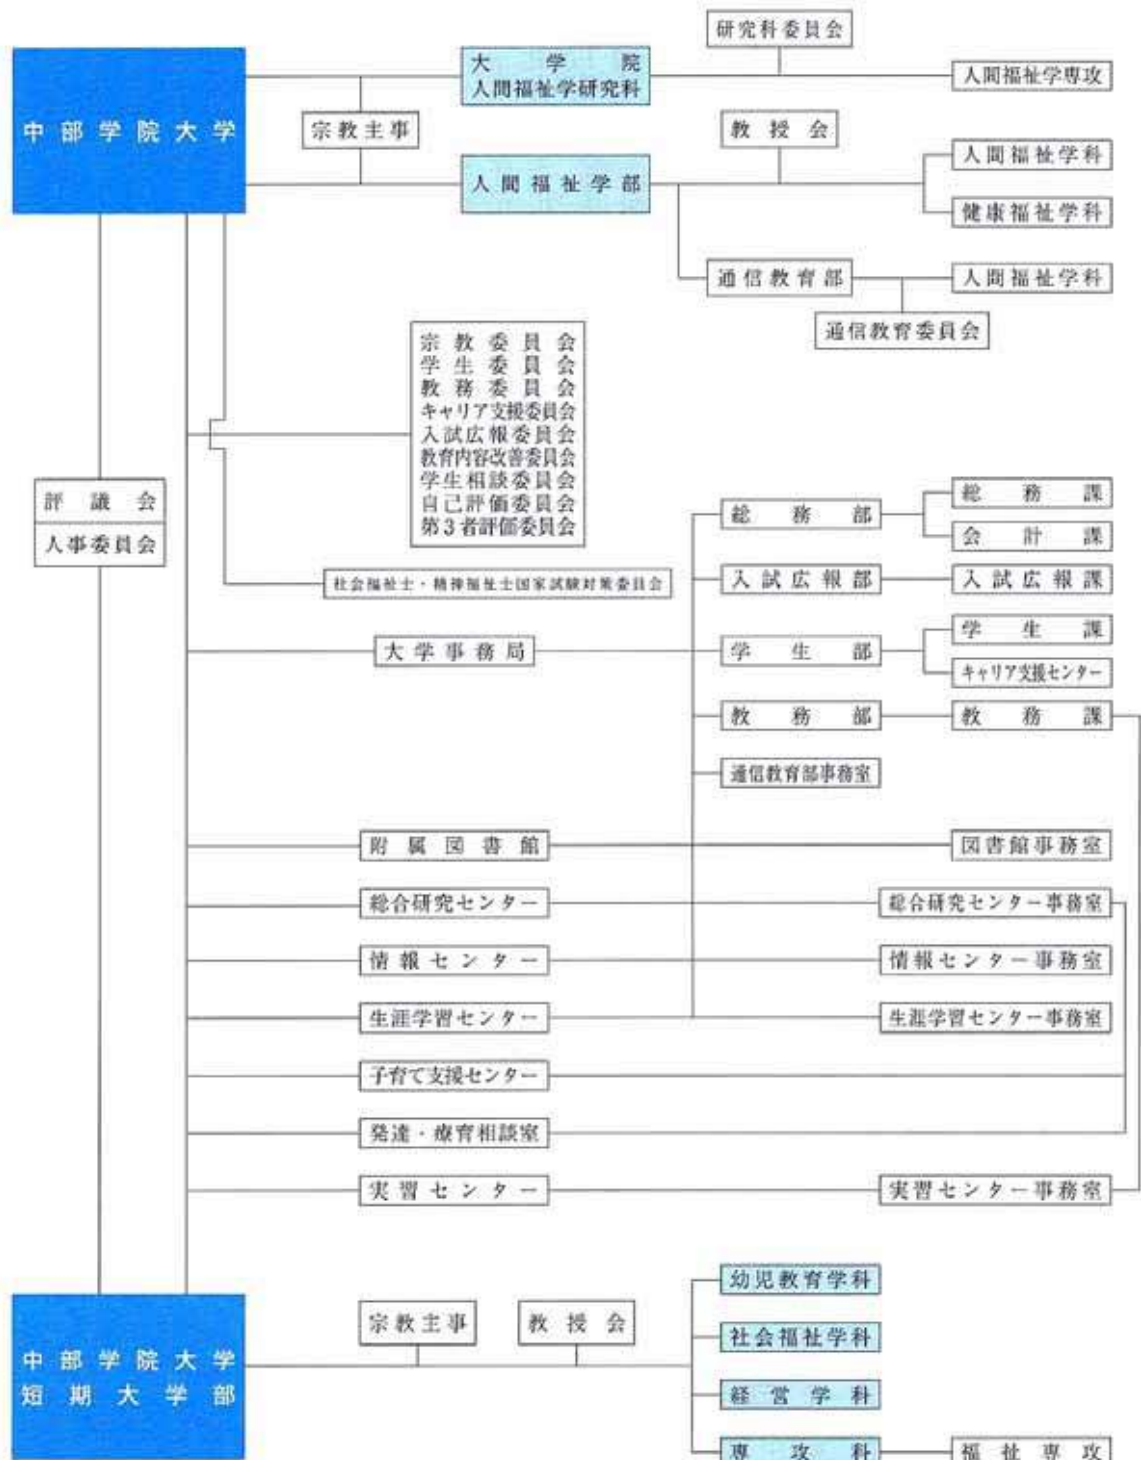 研究科委員会
中部学院大学
大学院
人間福祉学研究科
人間福祉学専攻
宗教主事
教授会
人間福祉学部
人間福祉学科
健康福祉学科
通信教育部
人間福祉学科
通信教育委員会
宗教委員会
学生委員会
教務委員会
キャリア支援委員会
入試広報委員会
教育内容改善委員会
学生相談委員会
自己評価委員会
第3者評価委員会
評議会
人事委員会
社会福祉士・精神福祉士国家試験対策委員会
総務部
総務課
会計課
入試広報部
入試広報課
大学事務局
学生部
学生課
キャリア支援センター
教務部
教務課
通信教育部事務室
附属図書館
図書館事務室
総合研究センター
総合研究センター事務室
情報センター
情報センター事務室
生涯学習センター
生涯学習センター事務室
子育て支援センター
発達・療育相談室
実習センター
実習センター事務室
中部学院大学
短期大学部
宗教主事
教授会
幼児教育学科
社会福祉学科
経営学科
専攻科
福祉専攻